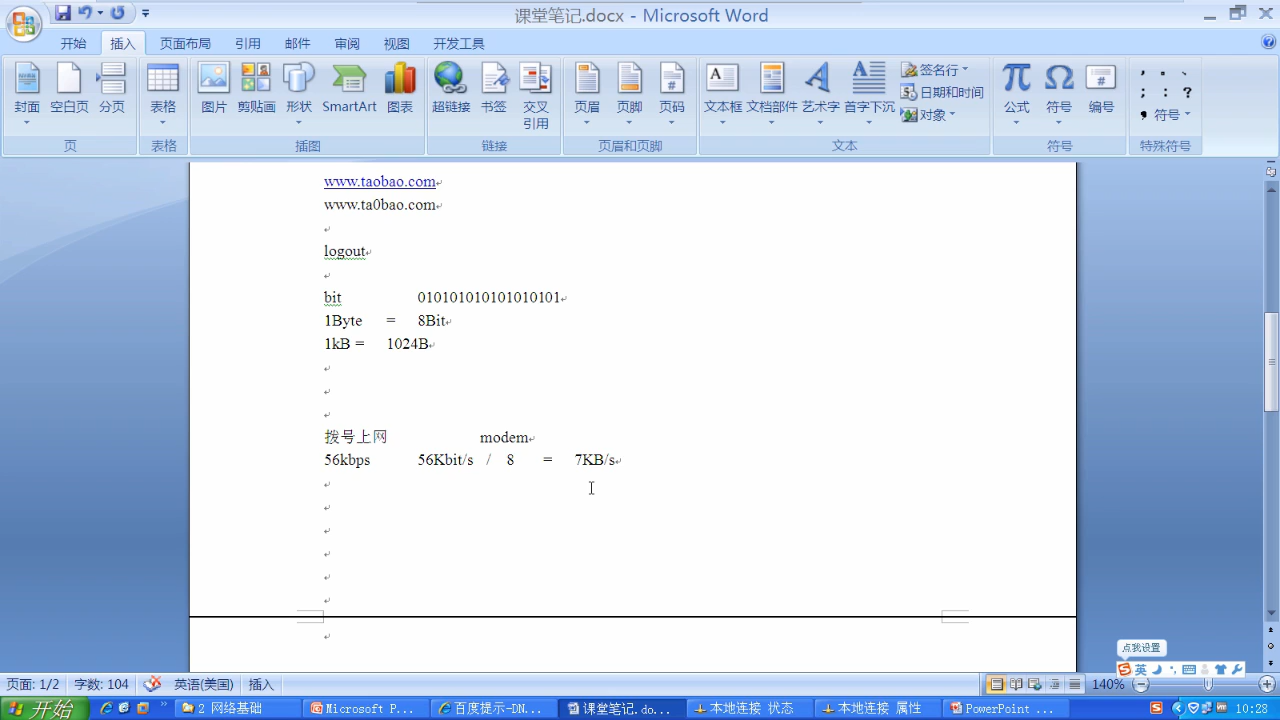 课堂笔记.docx - Microsoft Word
开始 插入 页面布局 引用 邮件 审阅 视图 开发工具
封面 空白页 分页 表格 图片 剪贴画 形状 SmartArt 图表 超链接 书签 交叉引用 页眉 页脚 页码 文本框 文档部件 艺术字 首字下沉 签名行 日期和时间 对象 公式 符号 编号 符号
页 表格 插图 链接 页眉和页脚 文本 符号 特殊符号
www.taobao.com
www.ta0bao.com
logout
bit 010101010101010101
1Byte = 8Bit
1kB = 1024B
拨号上网 modem
56kbps 56Kbit/s / 8 = 7KB/s
点我设置
英
页面: 1/2 字数: 104 英语(美国) 插入 140%
开始 2 网络基础 Microsoft P... 百度提示-DN... 课堂笔记.do... 本地连接 状态 本地连接 属性 PowerPoint ... 10:28